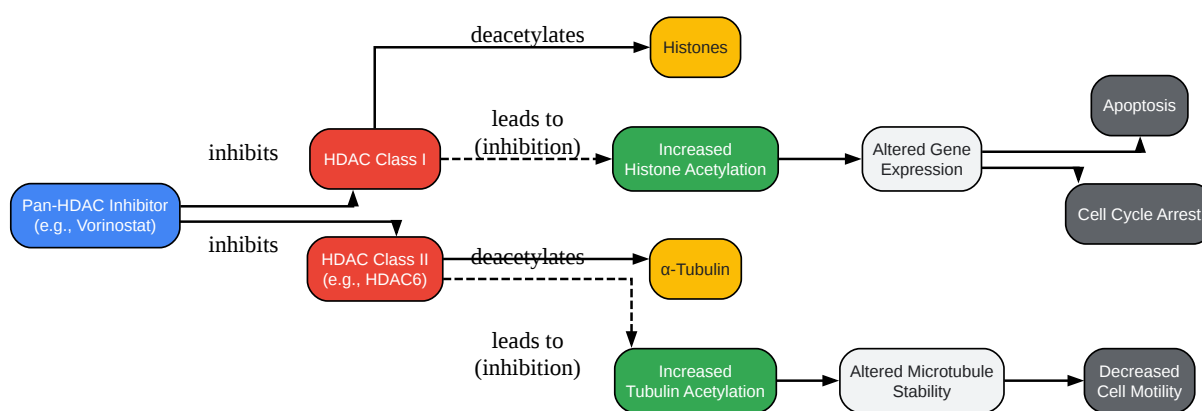 deacetylates
Histones
Apoptosis
leads to
(inhibition)
inhibits
HDAC Class I
Increased
Histone Acetylation
Altered Gene
Expression
Pan-HDAC Inhibitor
(e.g., Vorinostat)
Cell Cycle Arrest
inhibits
HDAC Class II
(e.g., HDAC6)
deacetylates
α-Tubulin
leads to
(inhibition)
Increased
Tubulin Acetylation
Altered Microtubule
Stability
Decreased
Cell Motility